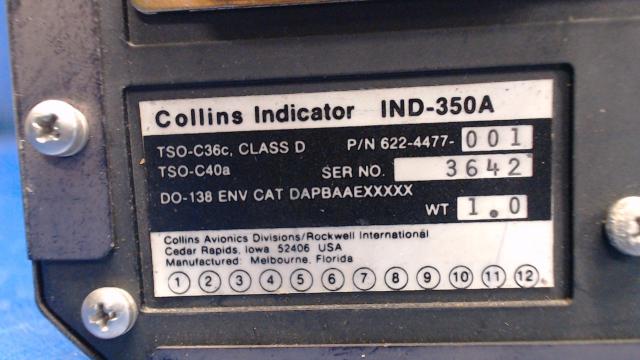 Collins Indicator IND-350A
TSO-C36c, CLASS D P/N 622-4477-001
TSO-C40a SER NO. 3642
DO-138 ENV CAT DAPBAAEXXXXX
WT 1.0
Collins Avionics Divisions/Rockwell International
Cedar Rapids, Iowa 52406 USA
Manufactured: Melbourne, Florida
1 2 3 4 5 6 7 8 9 10 11 12